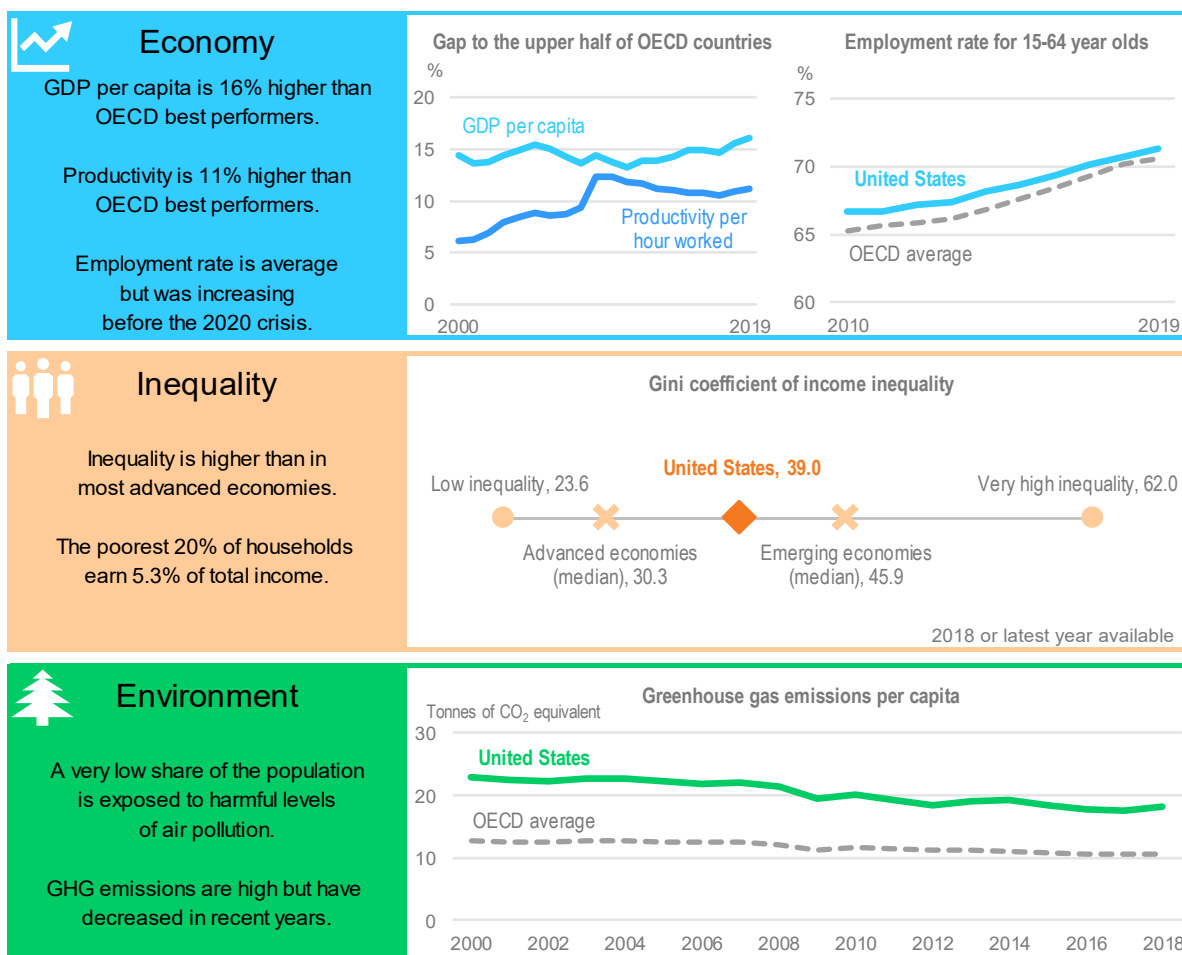 Economy
GDP per capita is 16% higher than
OECD best performers.
Productivity is 11% higher than
OECD best performers.
Employment rate is average
but was increasing
before the 2020 crisis.
Gap to the upper half of OECD countries
%
20
15
10
5
0
GDP per capita
Productivity per
hour worked
2000
2019
Employment rate for 15-64 year olds
%
75
70
65
60
United States
OECD average
2010
2019
Inequality
Inequality is higher than in
most advanced economies.
The poorest 20% of households
earn 5.3% of total income.
Gini coefficient of income inequality
United States, 39.0
Low inequality, 23.6
Very high inequality, 62.0
Advanced economies
(median), 30.3
Emerging economies
(median), 45.9
2018 or latest year available
Environment
A very low share of the population
is exposed to harmful levels
of air pollution.
GHG emissions are high but have
decreased in recent years.
Greenhouse gas emissions per capita
Tonnes of CO₂ equivalent
30
20
10
0
United States
OECD average
2000 2002 2004 2006 2008 2010 2012 2014 2016 2018